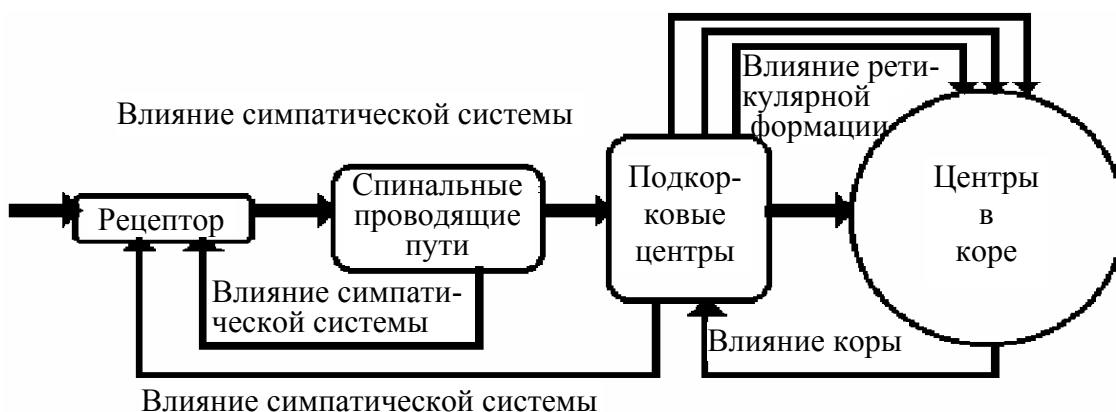 Влияние рети-
кулярной
формации
Влияние симпатической системы
Рецептор
Спинальные
проводящие
пути
Подкор-
ковые
центры
Центры
в
коре
Влияние симпати-
ческой системы
Влияние коры
Влияние симпатической системы